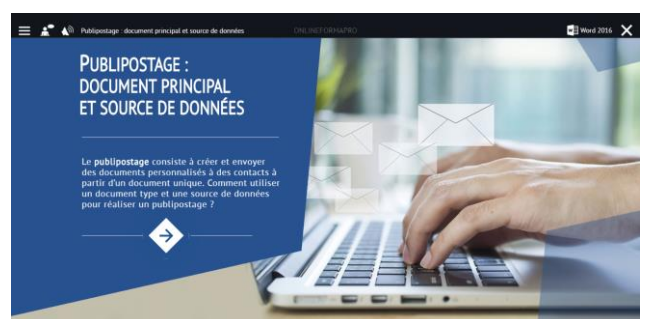 Publipostage : document principal et source de données
ONLINEFORMAPRO
Word 2016
PUBLIPOSTAGE :
DOCUMENT PRINCIPAL
ET SOURCE DE DONNÉES
Le publipostage consiste à créer et envoyer
des documents personnalisés à des contacts à
partir d'un document unique. Comment utiliser
un document type et une source de données
pour réaliser un publipostage ?